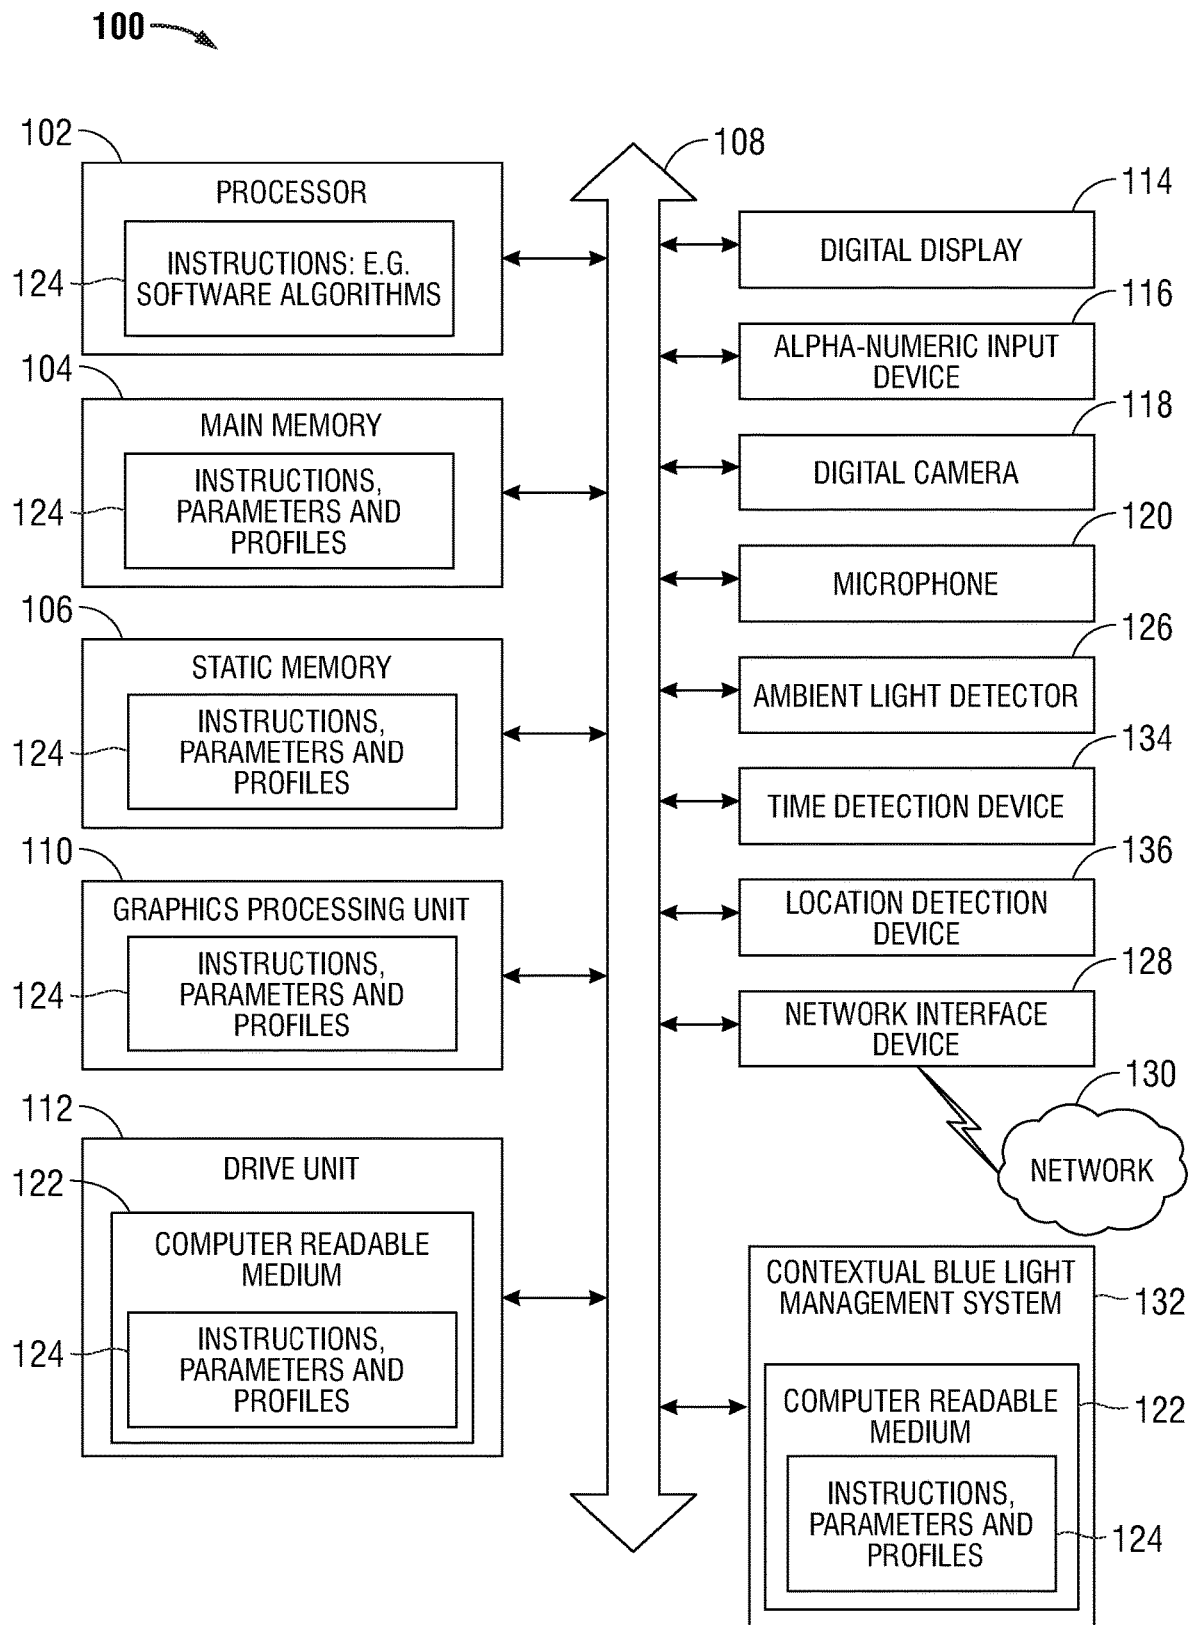 100
102
PROCESSOR
124
INSTRUCTIONS: E.G.
SOFTWARE ALGORITHMS
104
MAIN MEMORY
124
INSTRUCTIONS,
PARAMETERS AND
PROFILES
106
STATIC MEMORY
124
INSTRUCTIONS,
PARAMETERS AND
PROFILES
110
GRAPHICS PROCESSING UNIT
124
INSTRUCTIONS,
PARAMETERS AND
PROFILES
112
DRIVE UNIT
122
COMPUTER READABLE
MEDIUM
124
INSTRUCTIONS,
PARAMETERS AND
PROFILES
108
114
DIGITAL DISPLAY
116
ALPHA-NUMERIC INPUT
DEVICE
118
DIGITAL CAMERA
120
MICROPHONE
126
AMBIENT LIGHT DETECTOR
134
TIME DETECTION DEVICE
136
LOCATION DETECTION
DEVICE
128
NETWORK INTERFACE
DEVICE
130
NETWORK
CONTEXTUAL BLUE LIGHT
MANAGEMENT SYSTEM
132
COMPUTER READABLE
MEDIUM
122
INSTRUCTIONS,
PARAMETERS AND
PROFILES
124